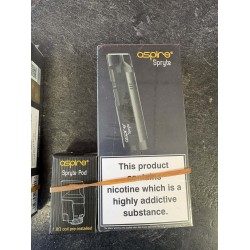 aspire
Spryte
aspire
Spryte Pod
This product
contains
nicotine which is a
highly addictive
substance.